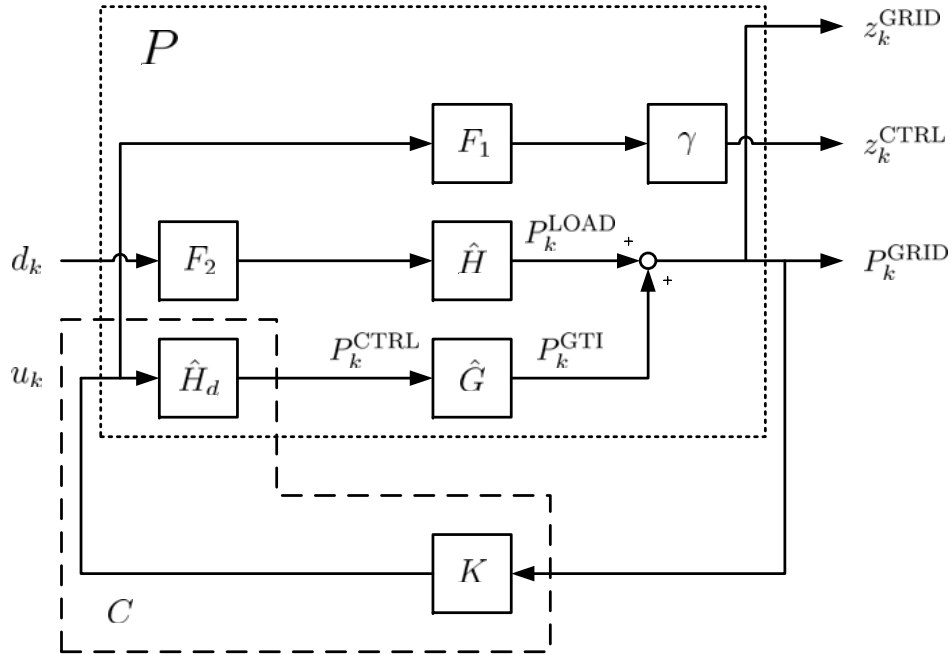 P
z_k^{GRID}
F_1
γ
z_k^{CTRL}
d_k
F_2
Ĥ
P_k^{LOAD}
+
+
P_k^{GRID}
u_k
Ĥ_d
P_k^{CTRL}
Ĝ
P_k^{GTI}
K
C